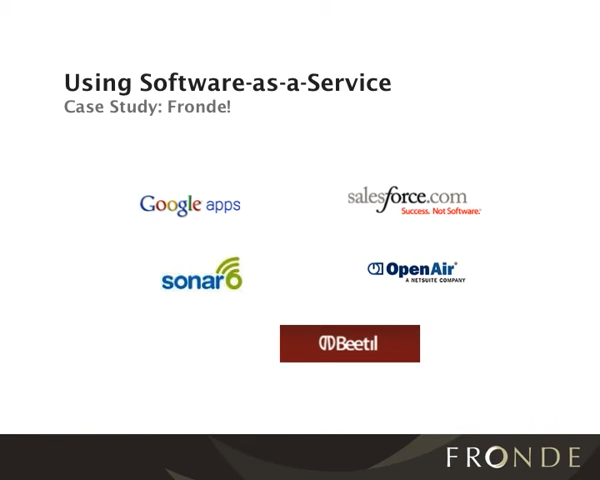 Using Software-as-a-Service
Case Study: Fronde!
Google apps
salesforce.com
Success. Not Software.
sonar6
OpenAir
A NETSUITE COMPANY
Beetil
FRONDE